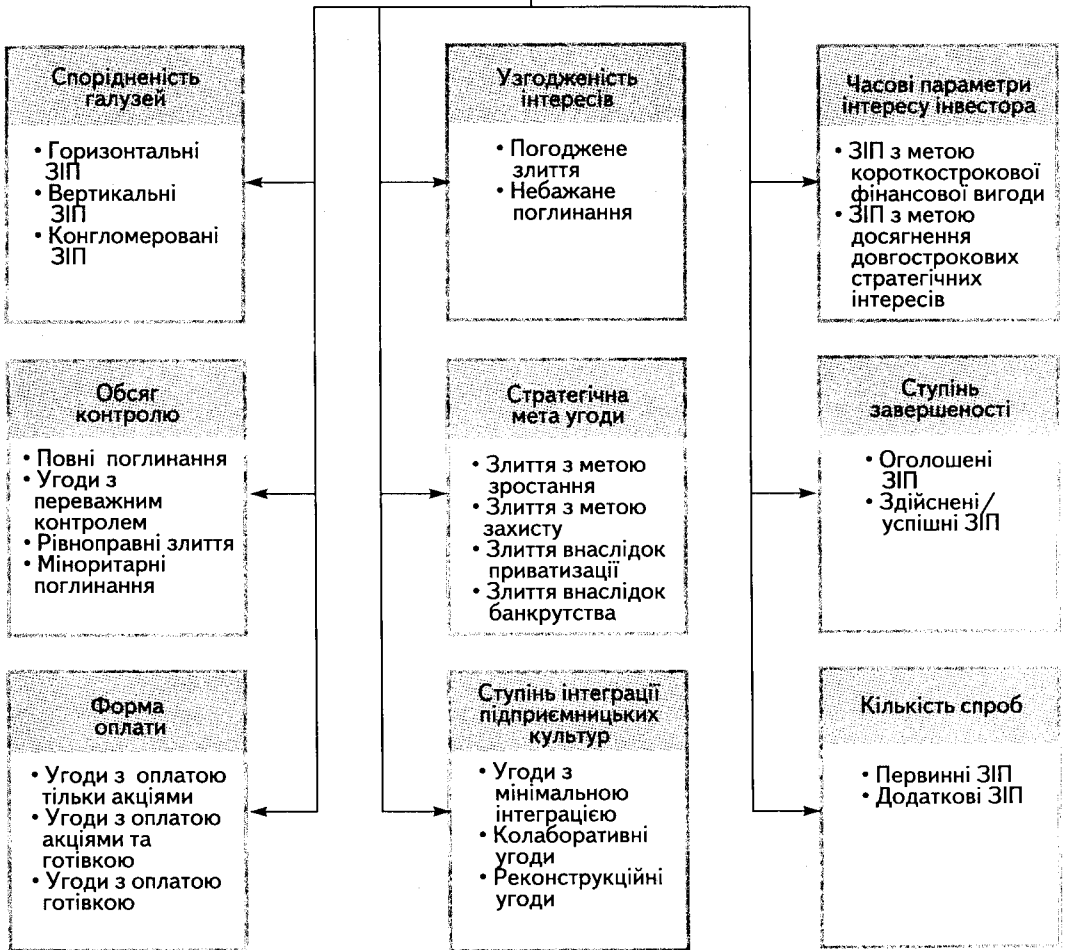 Спорідненість
галузей
• Горизонтальні
ЗІП
• Вертикальні
ЗІП
• Конгломеровані
ЗІП
Узгодженість
інтересів
• Погоджене
злиття
• Небажане
поглинання
Часові параметри
інтересу інвестора
• ЗІП з метою
короткострокової
фінансової вигоди
• ЗІП з метою
досягнення
довгострокових
стратегічних
інтересів
Обсяг
контролю
• Повні поглинання
• Угоди з
переважним
контролем
• Рівноправні злиття
• Міноритарні
поглинання
Стратегічна
мета угоди
• Злиття з метою
зростання
• Злиття з метою
захисту
• Злиття внаслідок
приватизації
• Злиття внаслідок
банкрутства
Ступінь
завершеності
• Оголошені
ЗІП
• Здійснені/
успішні ЗІП
Форма
оплати
• Угоди з оплатою
тільки акціями
• Угоди з оплатою
акціями та
готівкою
• Угоди з оплатою
готівкою
Ступінь інтеграції
підприємницьких
культур
• Угоди з
мінімальною
інтеграцією
• Колаборативні
угоди
• Реконструкційні
угоди
Кількість спроб
• Первинні ЗІП
• Додаткові ЗІП